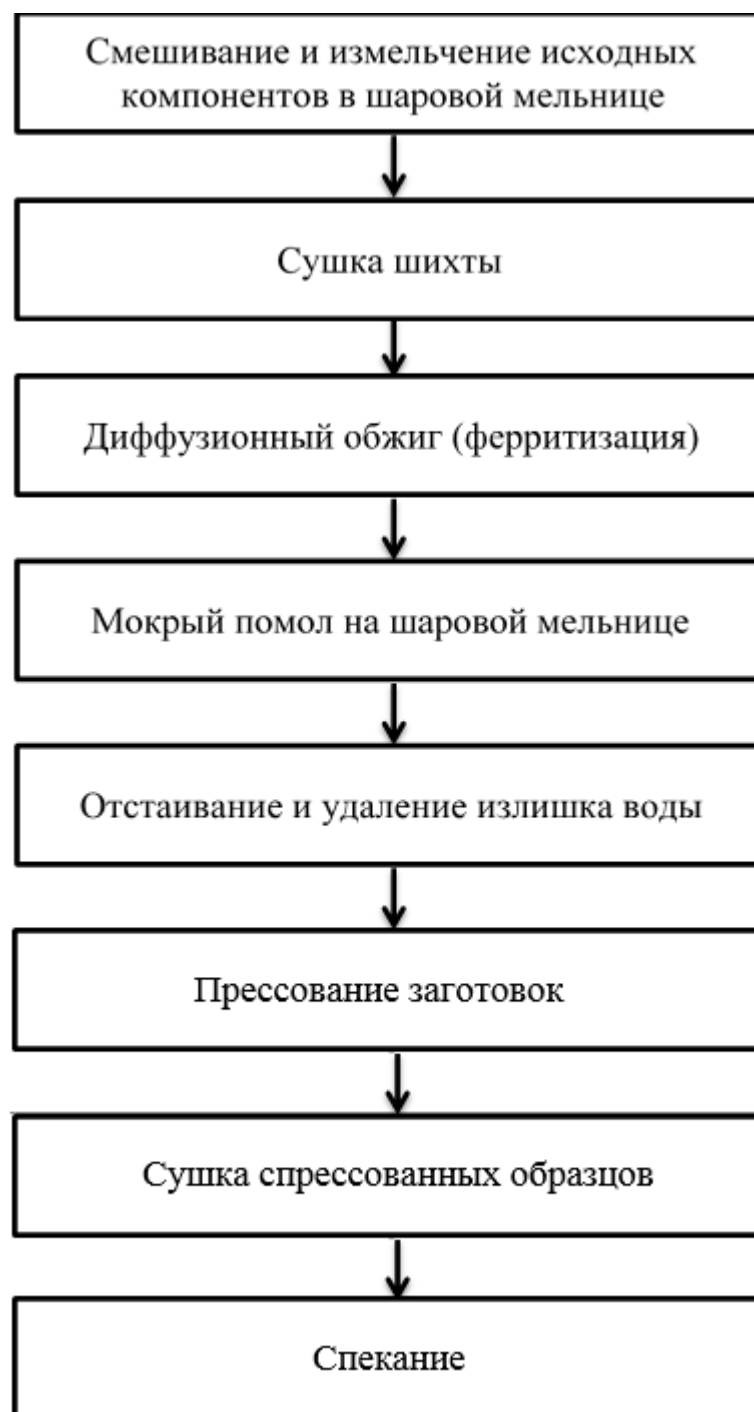 Смешивание и измельчение исходных
компонентов в шаровой мельнице
Сушка шихты
Диффузионный обжиг (ферритизация)
Мокрый помол на шаровой мельнице
Отстаивание и удаление излишка воды
Прессование заготовок
Сушка спрессованных образцов
Спекание